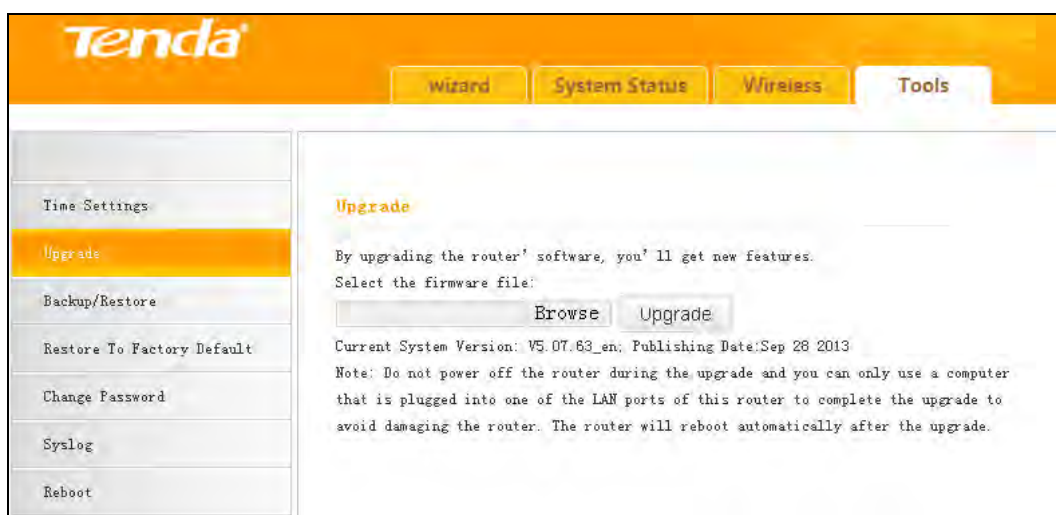 Tenda
wizard System Status Wireless Tools
Time Settings
Upgrade
Backup/Restore
Restore To Factory Default
Change Password
Syslog
Reboot
Upgrade
By upgrading the router' software, you' ll get new features.
Select the firmware file:
Browse Upgrade
Current System Version: V5.07.63_en; Publishing Date:Sep 28 2013
Note: Do not power off the router during the upgrade and you can only use a computer
that is plugged into one of the LAN ports of this router to complete the upgrade to
avoid damaging the router. The router will reboot automatically after the upgrade.